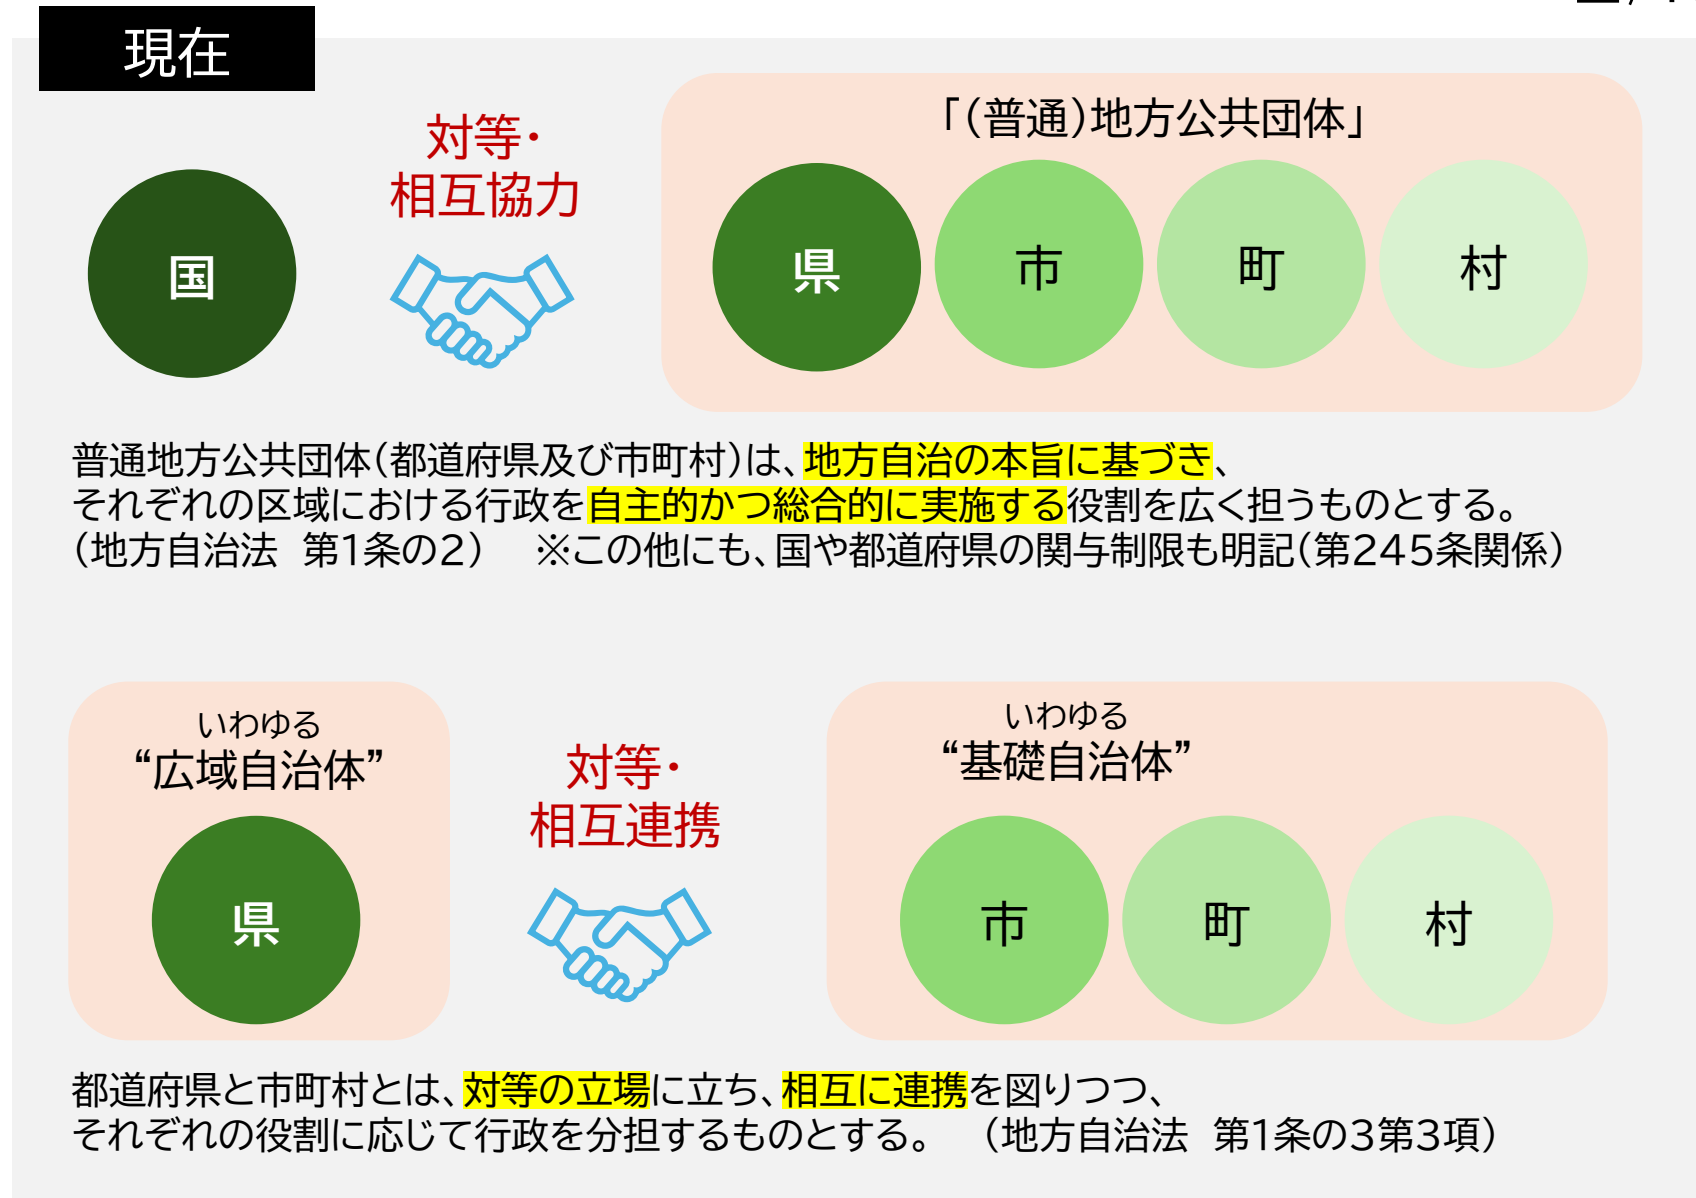 現在
対等・
相互協力
国
「(普通)地方公共団体」
県
市
町
村
普通地方公共団体(都道府県及び市町村)は、地方自治の本旨に基づき、
それぞれの区域における行政を自主的かつ総合的に実施する役割を広く担うものとする。
(地方自治法 第1条の2) ※この他にも、国や都道府県の関与制限も明記(第245条関係)
いわゆる
“広域自治体”
県
対等・
相互連携
いわゆる
“基礎自治体”
市
町
村
都道府県と市町村とは、対等の立場に立ち、相互に連携を図りつつ、
それぞれの役割に応じて行政を分担するものとする。 (地方自治法 第1条の3第3項)